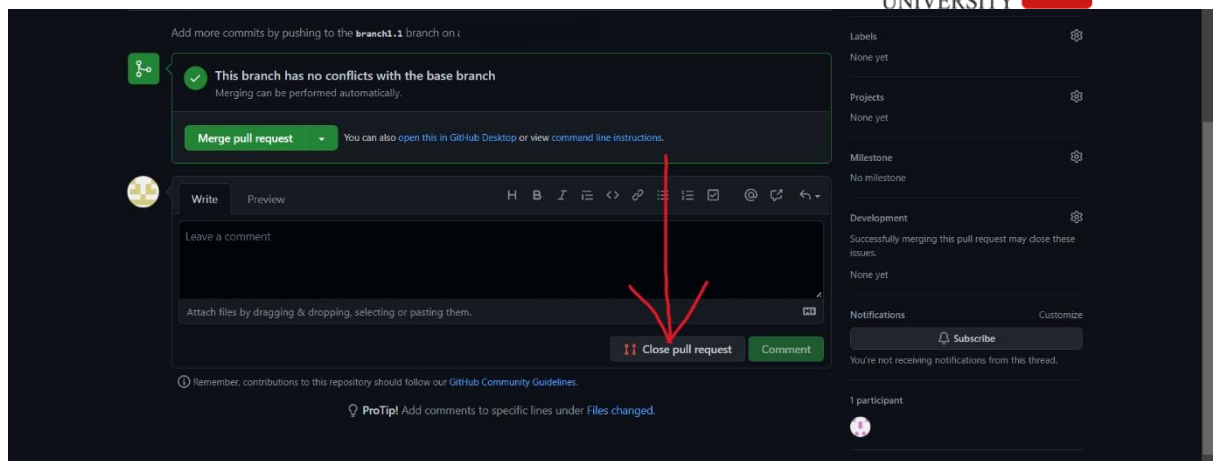 UNIVERSITY
Add more commits by pushing to the branch1.1 branch on
This branch has no conflicts with the base branch
Merging can be performed automatically.
Merge pull request
You can also open this in GitHub Desktop or view command line instructions.
Write Preview
Leave a comment
Attach files by dragging & dropping, selecting or pasting them.
Close pull request Comment
Remember, contributions to this repository should follow our GitHub Community Guidelines.
ProTip! Add comments to specific lines under Files changed.
Labels
None yet
Projects
None yet
Milestone
No milestone
Development
Successfully merging this pull request may close these
issues.
None yet
Notifications Customize
Subscribe
You're not receiving notifications from this thread.
1 participant